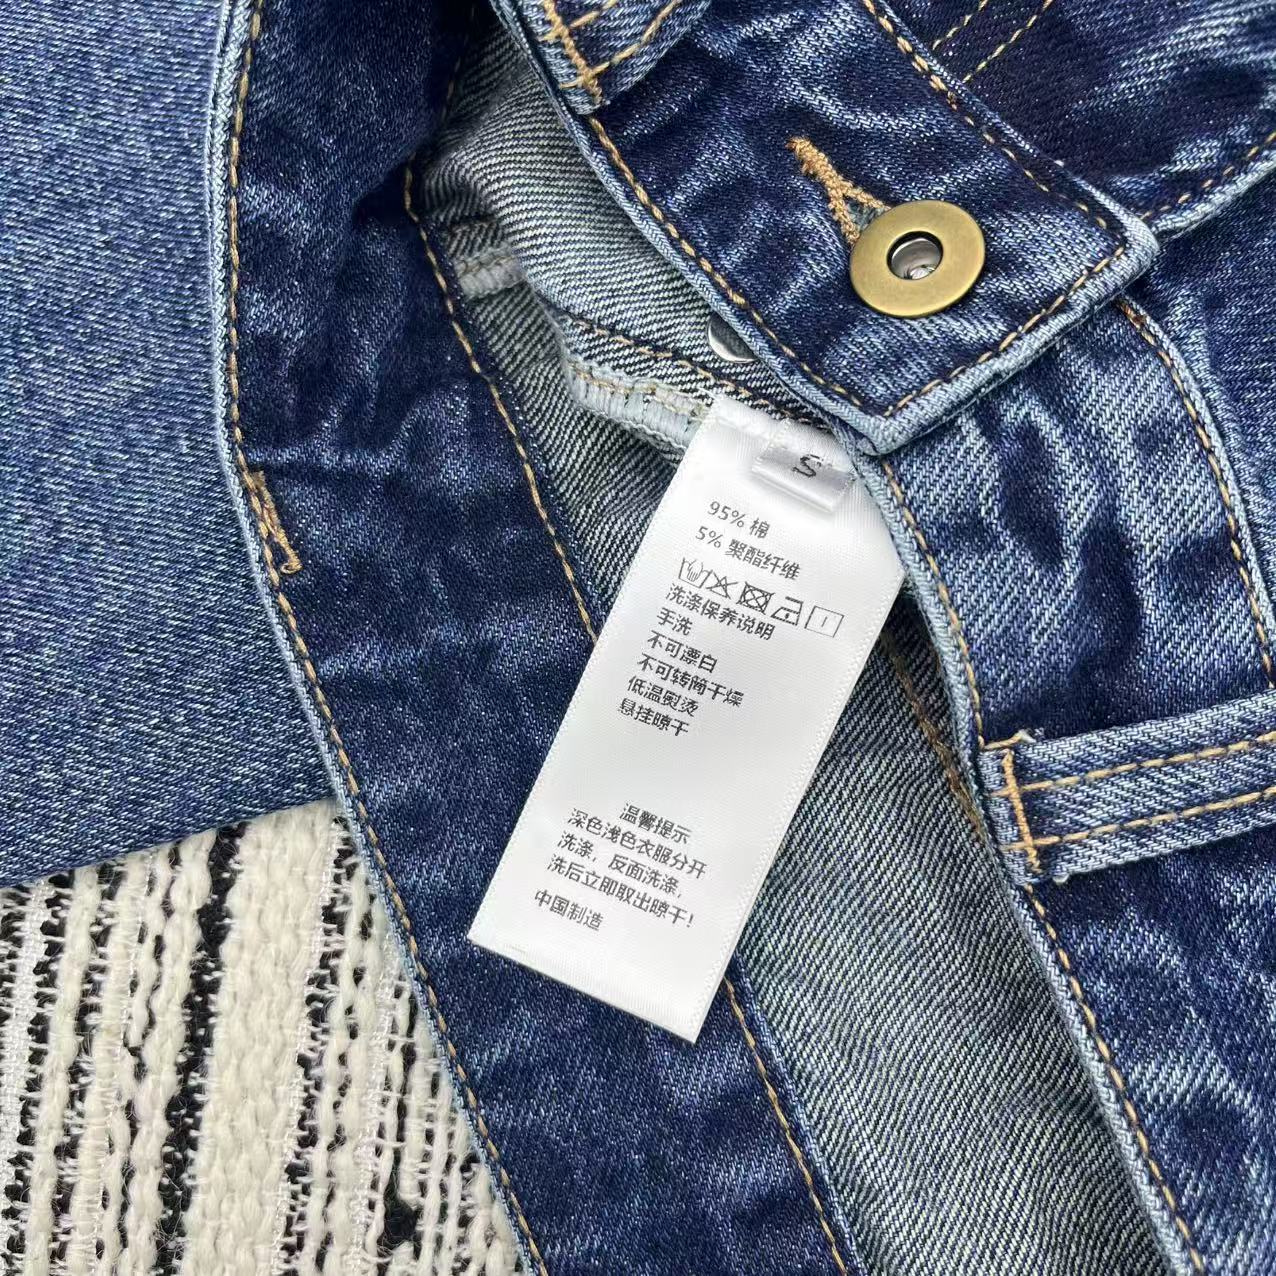 S
95% 棉
5% 聚酯纤维
洗涤保养说明
手洗
不可漂白
不可转筒干燥
低温熨烫
悬挂晾干
温馨提示
深色浅色衣服分开
洗涤，反面洗涤，
洗后立即取出晾干！
中国制造